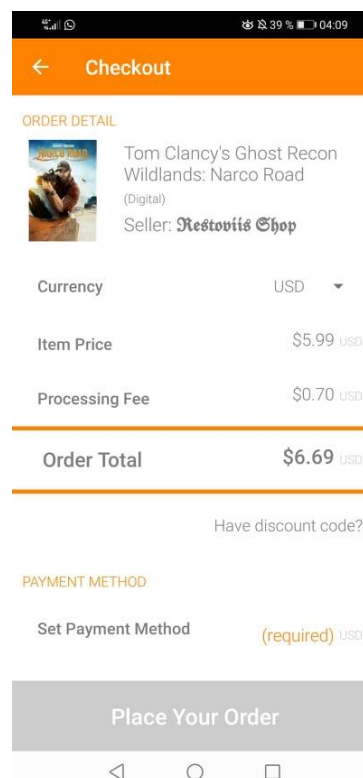 39 % 04:09
Checkout
ORDER DETAIL
NARCO ROAD
Tom Clancy's Ghost Recon
Wildlands: Narco Road
(Digital)
Seller: 𝕽𝖊𝖘𝖙𝖔𝖛𝖎𝖎𝖘 𝕾𝖍𝖔𝖕
Currency USD
Item Price $5.99 USD
Processing Fee $0.70 USD
Order Total $6.69 USD
Have discount code?
PAYMENT METHOD
Set Payment Method (required) USD
Place Your Order